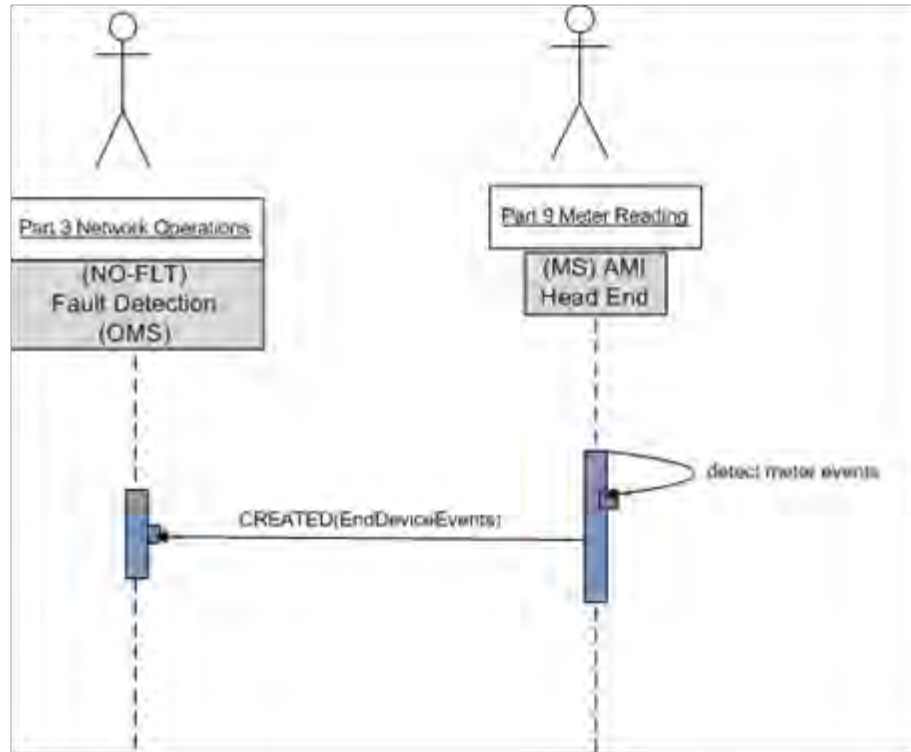 Part 3 Network Operations
(NO-FLT)
Fault Detection
(OMS)
Part 9 Meter Reading
(MS) AMI
Head End
detect meter events
CREATED(EndDeviceEvents)